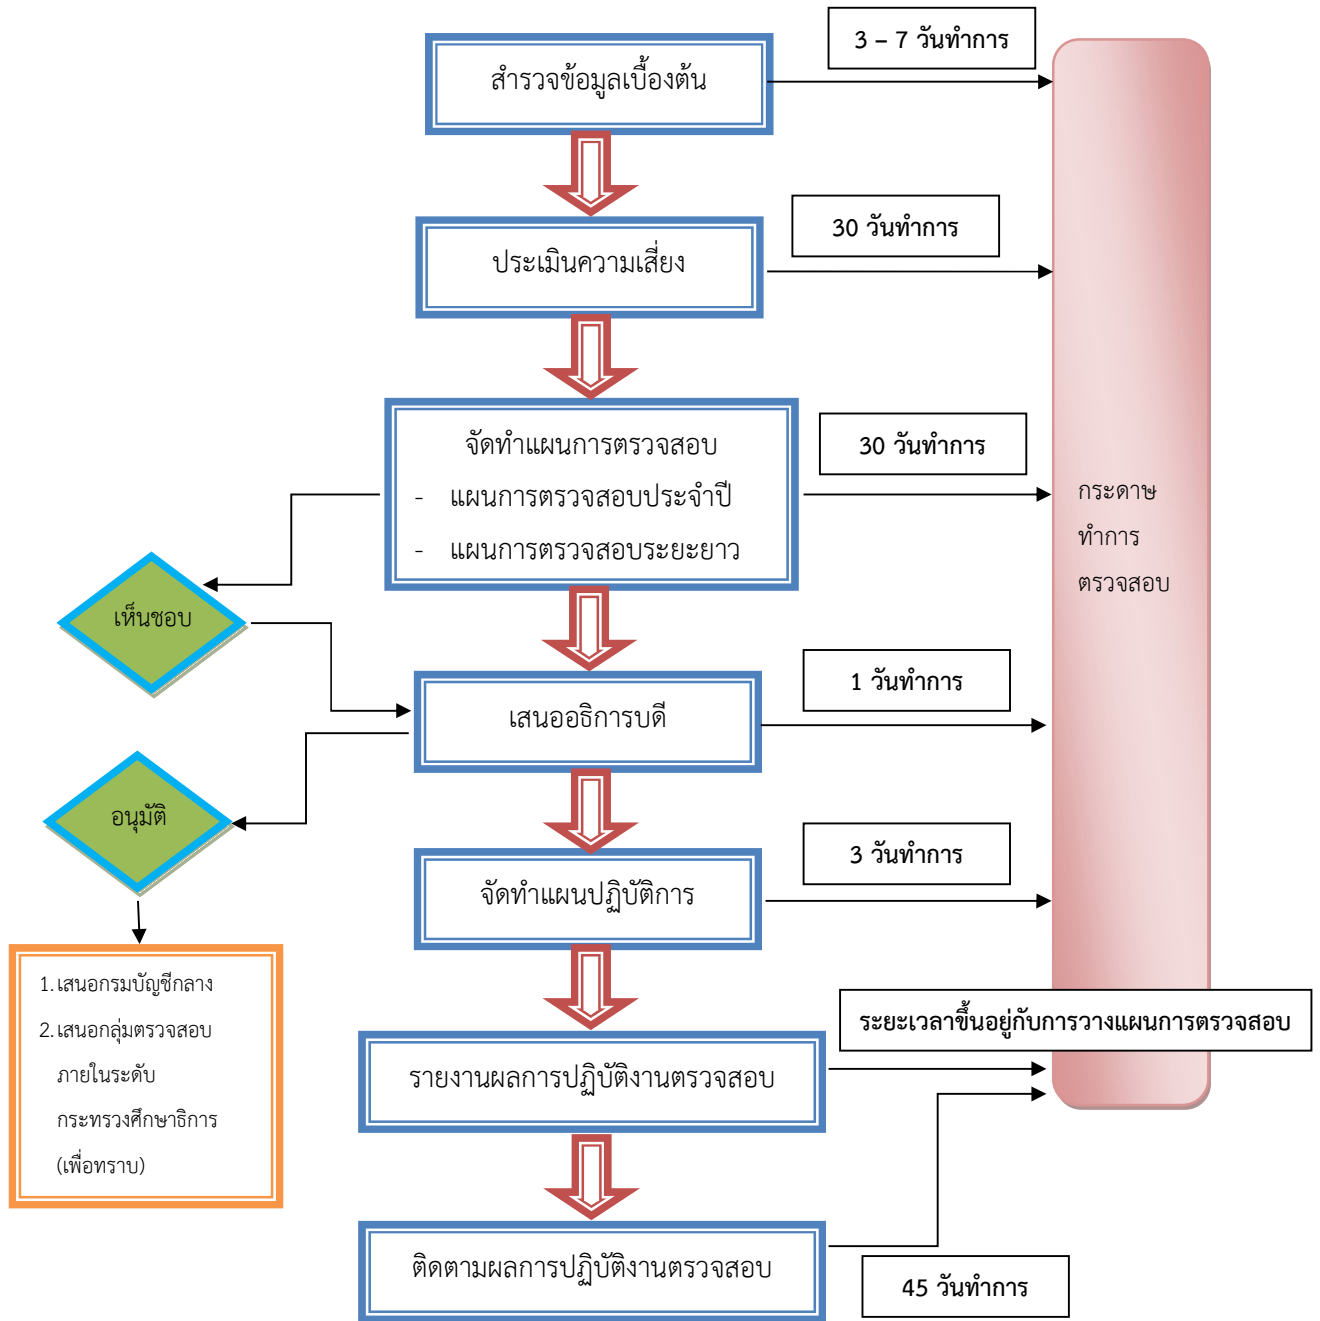 3 – 7 วันทำการ
สำรวจข้อมูลเบื้องต้น
30 วันทำการ
ประเมินความเสี่ยง
30 วันทำการ
จัดทำแผนการตรวจสอบ
- แผนการตรวจสอบประจำปี
- แผนการตรวจสอบระยะยาว
กระดาษ
ทำการ
ตรวจสอบ
เห็นชอบ
1 วันทำการ
เสนออธิการบดี
อนุมัติ
3 วันทำการ
จัดทำแผนปฏิบัติการ
1. เสนอกรมบัญชีกลาง
2. เสนอกลุ่มตรวจสอบ
ภายในระดับ
กระทรวงศึกษาธิการ
(เพื่อทราบ)
ระยะเวลาขึ้นอยู่กับการวางแผนการตรวจสอบ
รายงานผลการปฏิบัติงานตรวจสอบ
ติดตามผลการปฏิบัติงานตรวจสอบ
45 วันทำการ